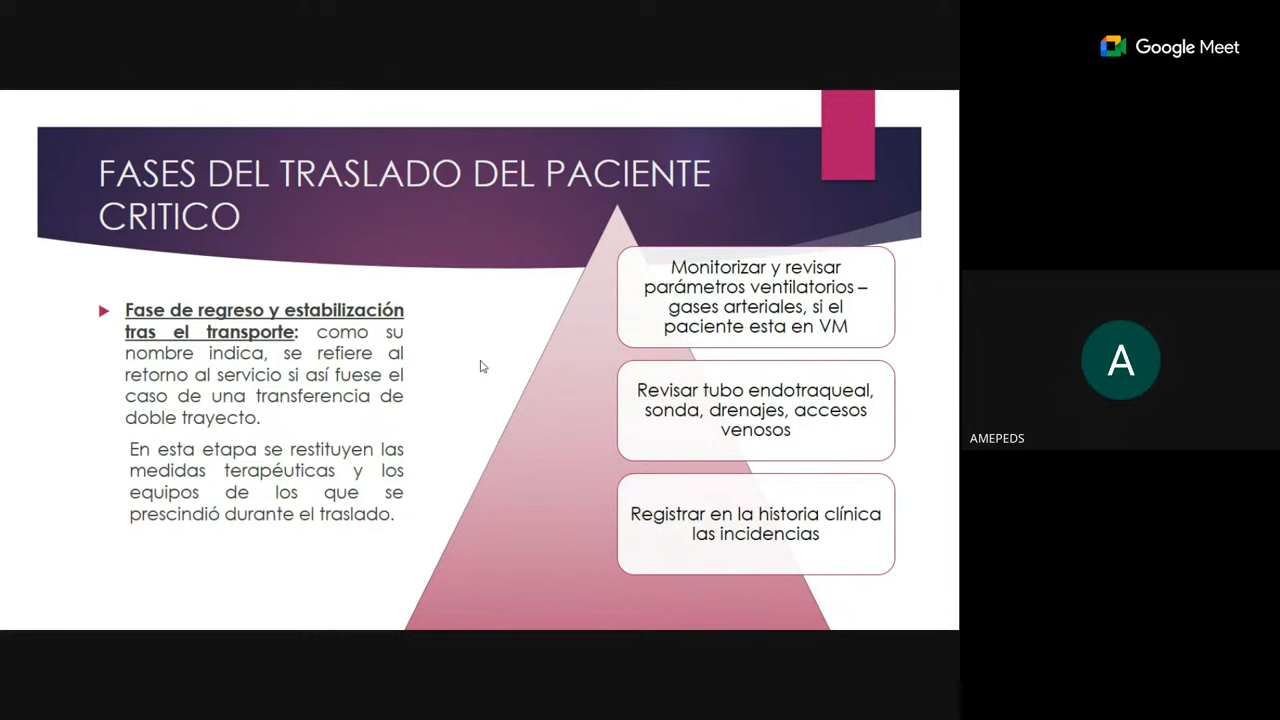 Google Meet
FASES DEL TRASLADO DEL PACIENTE
CRITICO
Fase de regreso y estabilización
tras el transporte: como su
nombre indica, se refiere al
retorno al servicio si así fuese el
caso de una transferencia de
doble trayecto.
En esta etapa se restituyen las
medidas terapéuticas y los
equipos de los que se
prescindió durante el traslado.
Monitorizar y revisar
parámetros ventilatorios –
gases arteriales, si el
paciente esta en VM
Revisar tubo endotraqueal,
sonda, drenajes, accesos
venosos
Registrar en la historia clínica
las incidencias
A
AMEPEDS